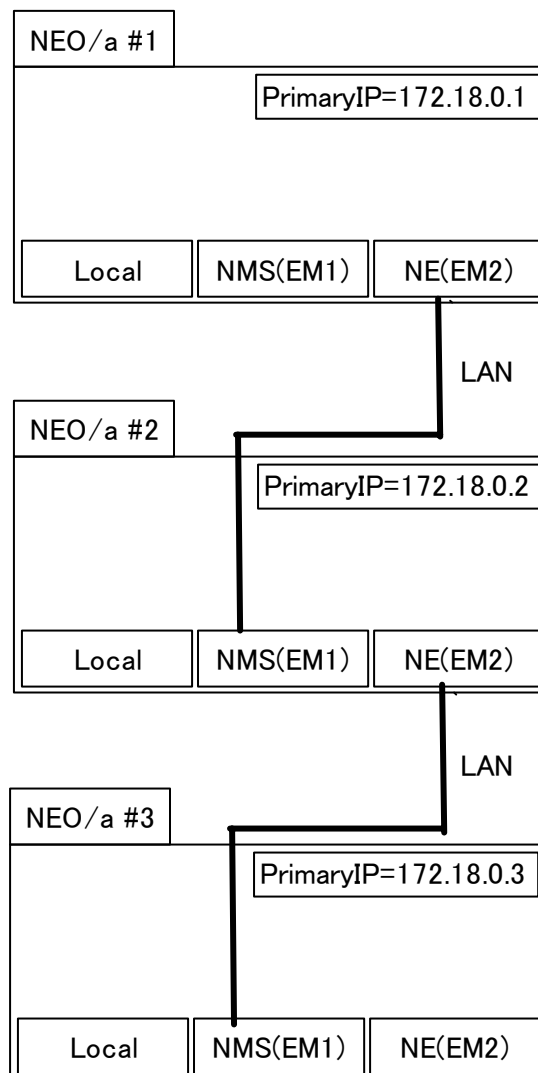 NEO/a #1
PrimaryIP=172.18.0.1
Local
NMS(EM1)
NE(EM2)
LAN
NEO/a #2
PrimaryIP=172.18.0.2
Local
NMS(EM1)
NE(EM2)
LAN
NEO/a #3
PrimaryIP=172.18.0.3
Local
NMS(EM1)
NE(EM2)